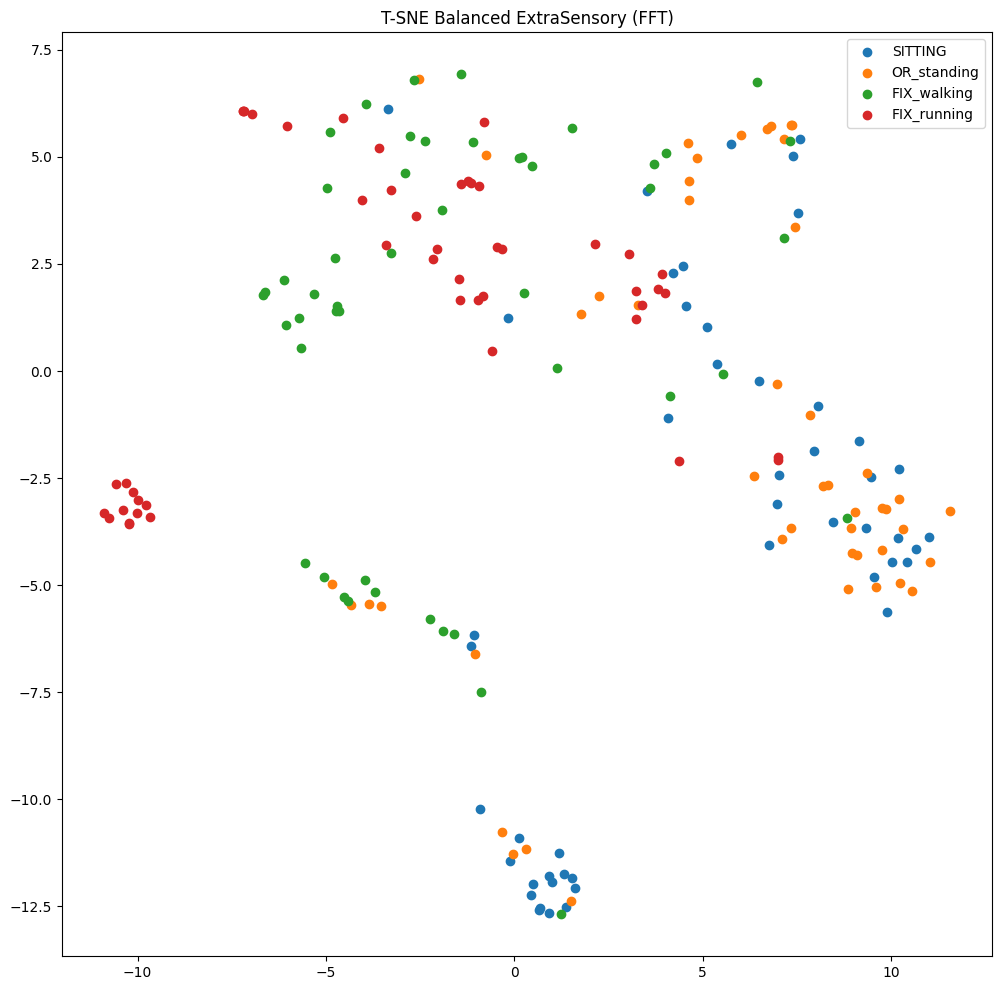 T-SNE Balanced ExtraSensory (FFT)
SITTING
OR_standing
FIX_walking
FIX_running
7.5
5.0
2.5
0.0
−2.5
−5.0
−7.5
−10.0
−12.5
−10 −5 0 5 10